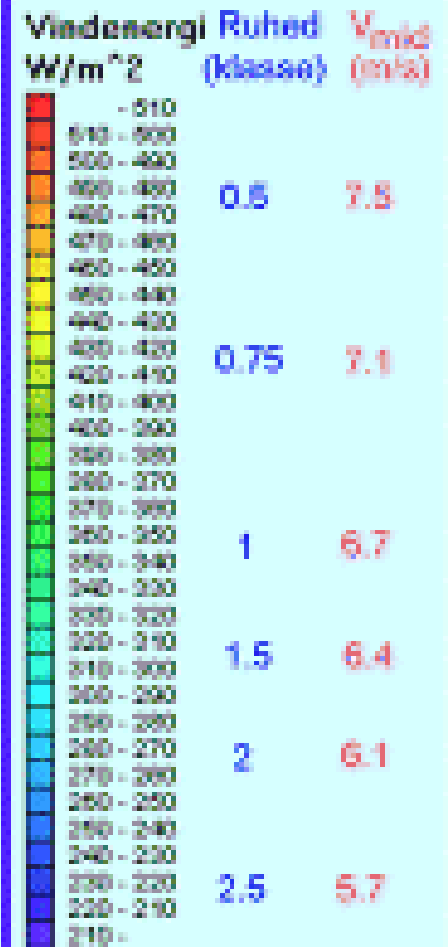 Vindenergi Ruhed V_mid
W/m^2 (klasse) (m/s)
- 510
510 - 500
500 - 490
490 - 480 0.5 7.5
480 - 470
470 - 460
460 - 450
450 - 440
440 - 430
430 - 420 0.75 7.1
420 - 410
410 - 400
400 - 390
390 - 380
380 - 370
370 - 360
360 - 350 1 6.7
350 - 340
340 - 330
330 - 320
320 - 310 1.5 6.4
310 - 300
300 - 290
290 - 280
280 - 270 2 6.1
270 - 260
260 - 250
250 - 240
240 - 230
230 - 220 2.5 5.7
220 - 210
210 -